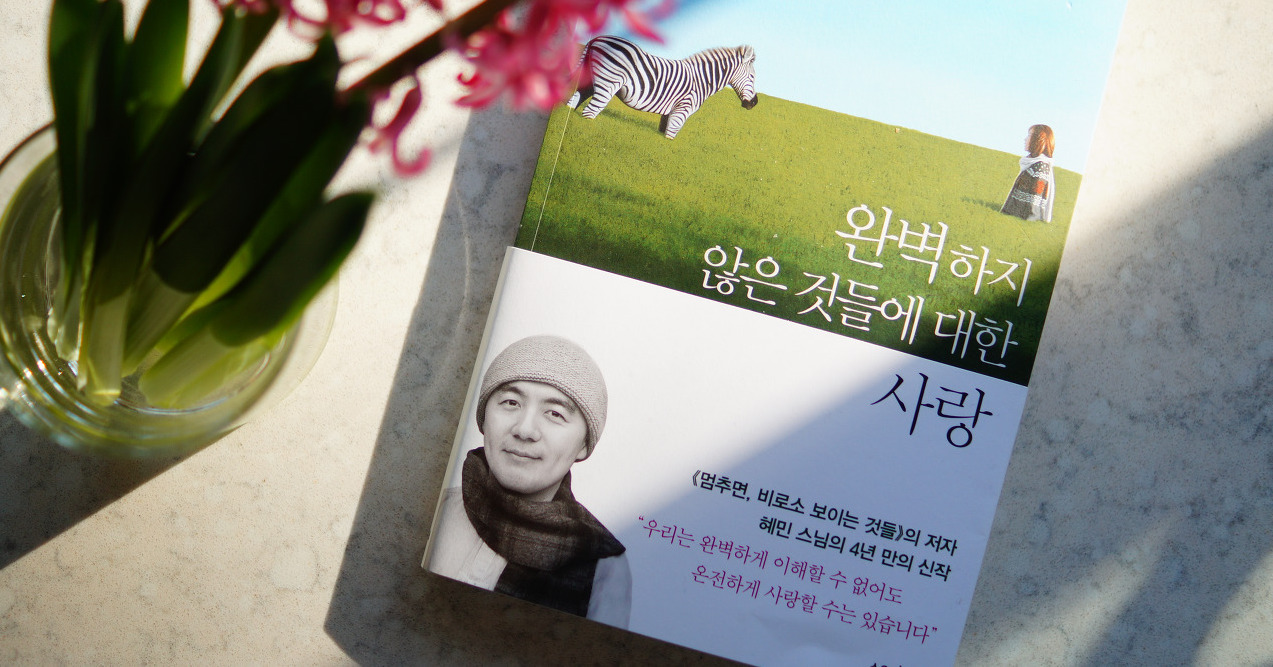 완벽하지
않은 것들에 대한
사랑
《멈추면, 비로소 보이는 것들》의 저자
혜민 스님의 4년 만의 신작
“우리는 완벽하게 이해할 수 없어도
온전하게 사랑할 수는 있습니다”